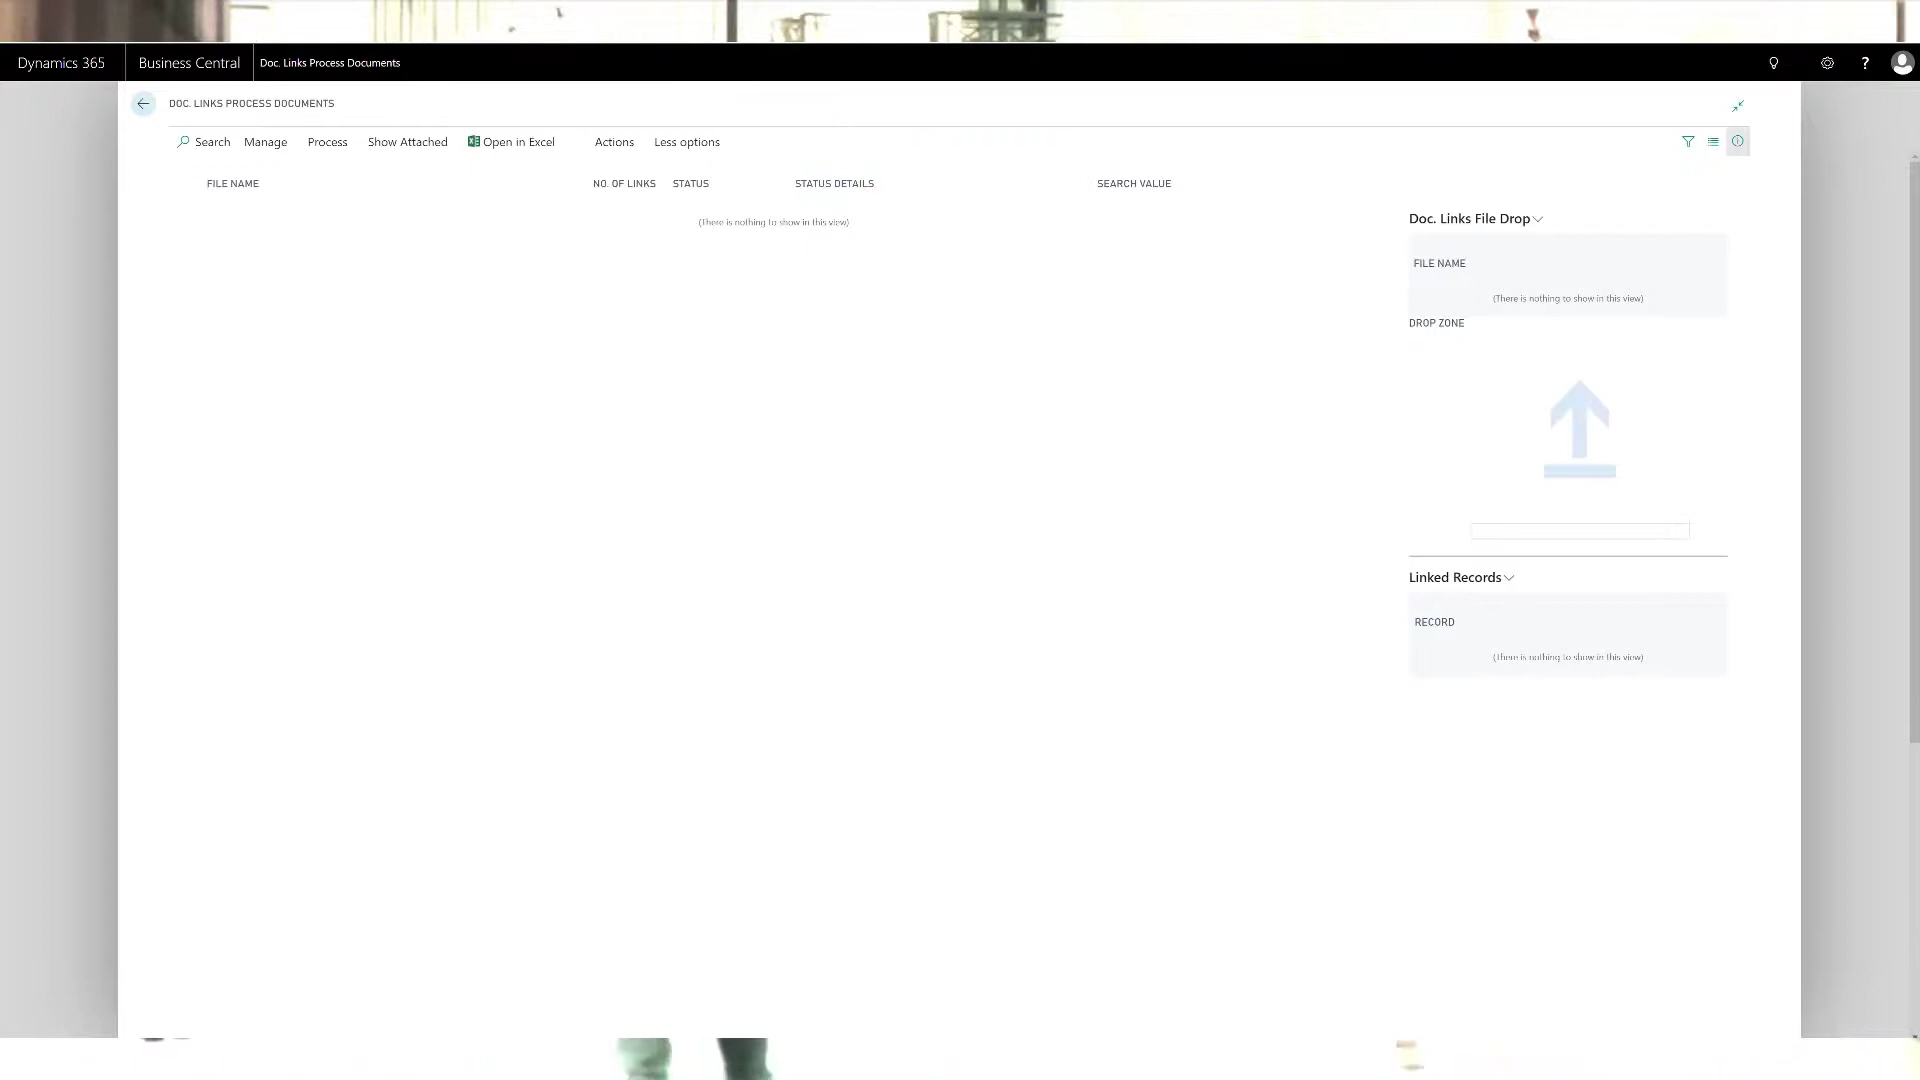 Dynamics 365 Business Central Doc. Links Process Documents ?
DOC. LINKS PROCESS DOCUMENTS
Search Manage Process Show Attached Open in Excel Actions Less options
FILE NAME NO. OF LINKS STATUS STATUS DETAILS SEARCH VALUE
(There is nothing to show in this view)
Doc. Links File Drop
FILE NAME
(There is nothing to show in this view)
DROP ZONE
Linked Records
RECORD
(There is nothing to show in this view)